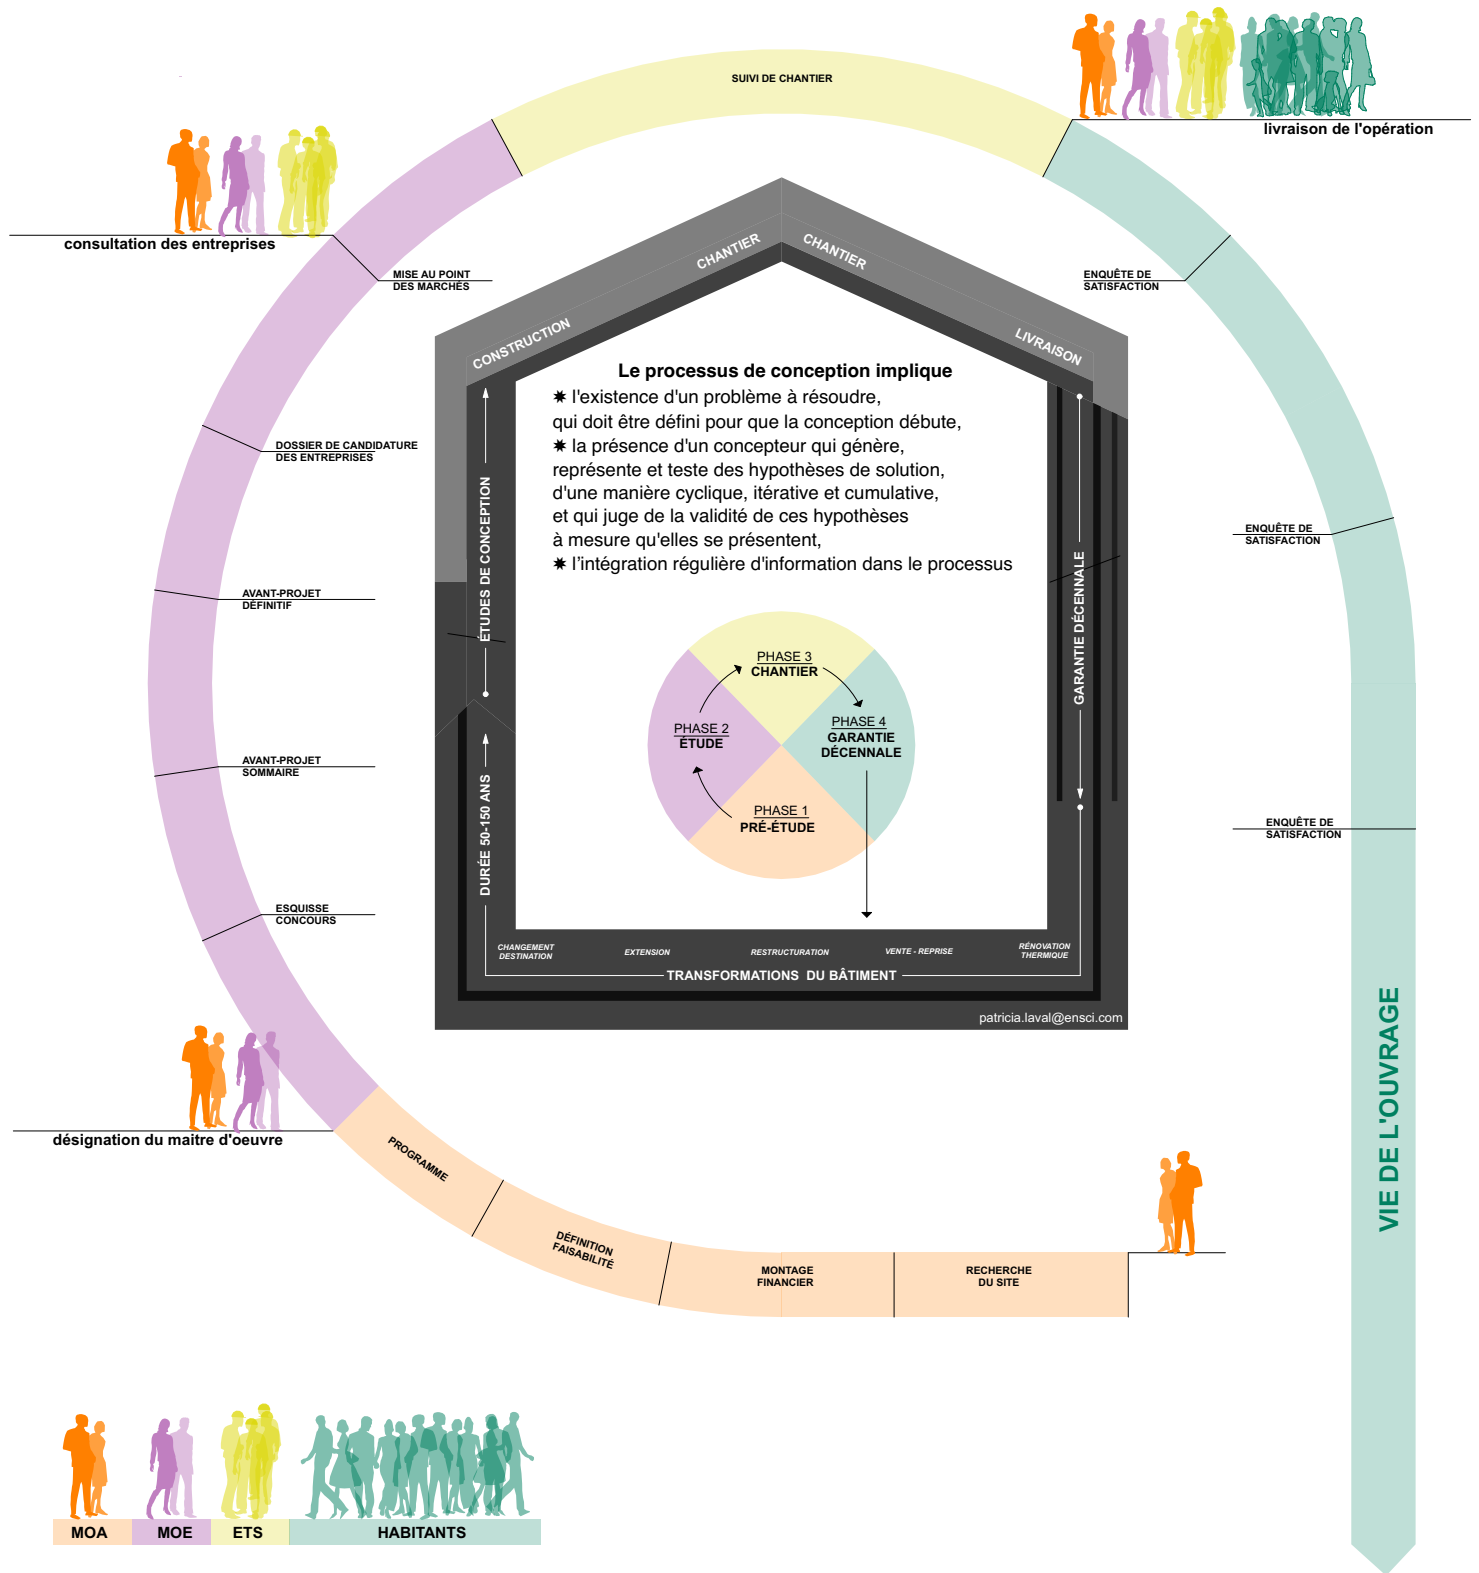 SUIVI DE CHANTIER
livraison de l'opération
consultation des entreprises
MISE AU POINT
DES MARCHÉS
ENQUÊTE DE
SATISFACTION
CHANTIER
CHANTIER
CONSTRUCTION
LIVRAISON
Le processus de conception implique
✷ l'existence d'un problème à résoudre,
qui doit être défini pour que la conception débute,
✷ la présence d'un concepteur qui génère,
représente et teste des hypothèses de solution,
d'une manière cyclique, itérative et cumulative,
et qui juge de la validité de ces hypothèses
à mesure qu'elles se présentent,
✷ l'intégration régulière d'information dans le processus
DOSSIER DE CANDIDATURE
DES ENTREPRISES
ÉTUDES DE CONCEPTION
GARANTIE DÉCENNALE
ENQUÊTE DE
SATISFACTION
AVANT-PROJET
DÉFINITIF
PHASE 3
CHANTIER
PHASE 2
ÉTUDE
PHASE 4
GARANTIE
DÉCENNALE
PHASE 1
PRÉ-ÉTUDE
AVANT-PROJET
SOMMAIRE
DURÉE 50-150 ANS
ENQUÊTE DE
SATISFACTION
ESQUISSE
CONCOURS
CHANGEMENT
DESTINATION
EXTENSION
RESTRUCTURATION
VENTE - REPRISE
RÉNOVATION
THERMIQUE
TRANSFORMATIONS DU BÂTIMENT
patricia.laval@ensci.com
VIE DE L'OUVRAGE
désignation du maitre d'oeuvre
PROGRAMME
DÉFINITION
FAISABILITÉ
MONTAGE
FINANCIER
RECHERCHE
DU SITE
MOA
MOE
ETS
HABITANTS